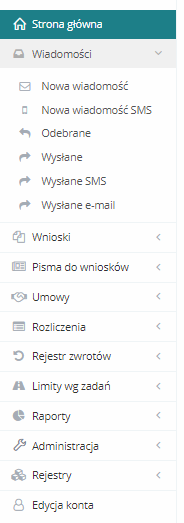 Strona główna
Wiadomości
Nowa wiadomość
Nowa wiadomość SMS
Odebrane
Wysłane
Wysłane SMS
Wysłane e-mail
Wnioski
Pisma do wniosków
Umowy
Rozliczenia
Rejestr zwrotów
Limity wg zadań
Raporty
Administracja
Rejestry
Edycja konta